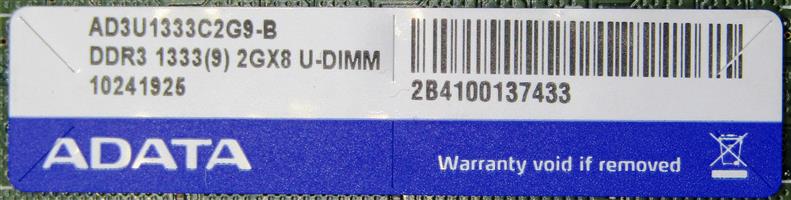 AD3U1333C2G9-B
DDR3 1333(9) 2GX8 U-DIMM
10241925
2B4100137433
ADATA
Warranty void if removed